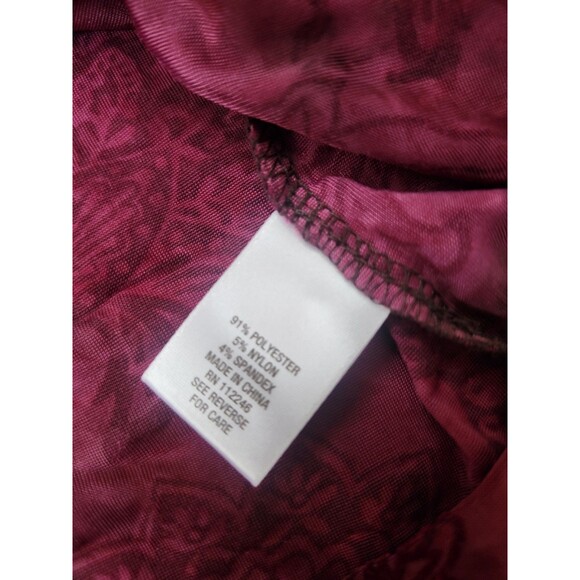 91% POLYESTER
5% NYLON
4% SPANDEX
MADE IN CHINA
RN 112246
SEE REVERSE
FOR CARE